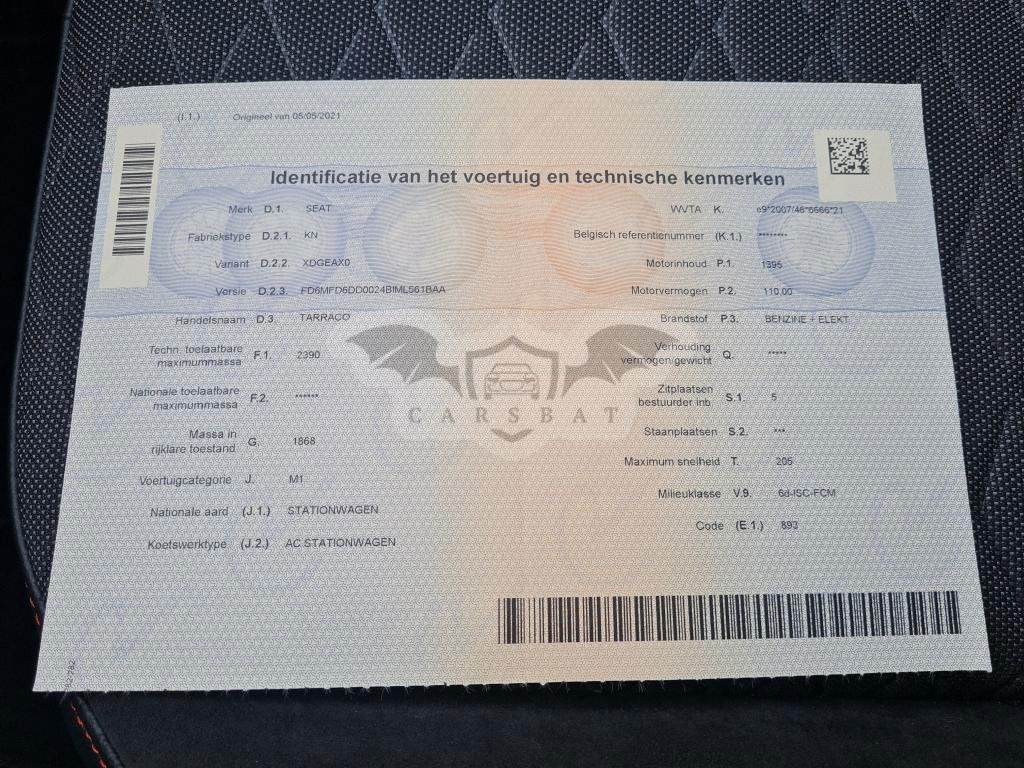 (I.1.) Origineel van 05/05/2021
Identificatie van het voertuig en technische kenmerken
Merk D.1. SEAT
Fabriekstype D.2.1. KN
Variant D.2.2. XDGEAX0
Versie D.2.3. FD6MFD6DD0024BIML561BAA
Handelsnaam D.3. TARRACO
Techn. toelaatbare
maximummassa F.1. 2390
Nationale toelaatbare
maximummassa F.2. ******
Massa in
rijklare toestand G. 1868
Voertuigcategorie J. M1
Nationale aard (J.1.) STATIONWAGEN
Koetswerktype (J.2.) AC STATIONWAGEN
WVTA K. e9*2007/46*6666*21
Belgisch referentienummer (K.1.) ********
Motorinhoud P.1. 1395
Motorvermogen P.2. 110.00
Brandstof P.3. BENZINE + ELEKT
Verhouding
vermogen/gewicht Q. *****
Zitplaatsen
bestuurder inb. S.1. 5
Staanplaatsen S.2. ***
Maximum snelheid T. 205
Milieuklasse V.9. 6d-ISC-FCM
Code (E.1.) 893
CARSBAT